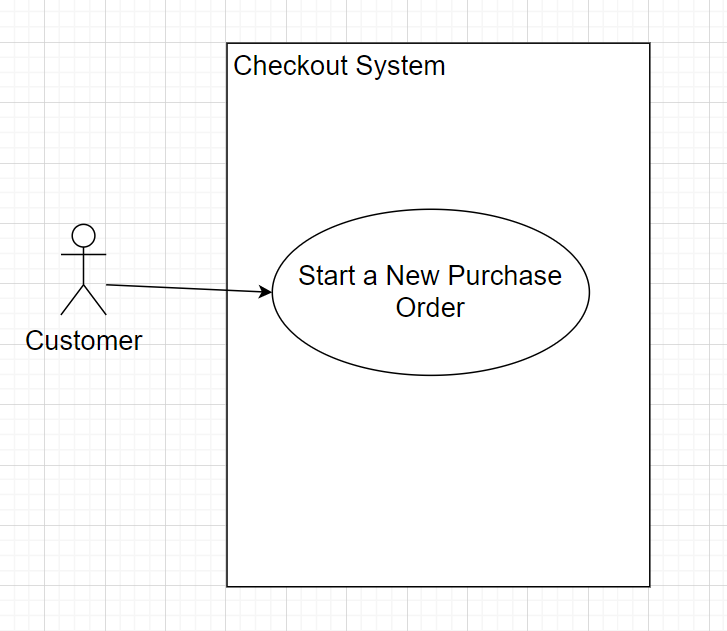 Checkout System
Start a New Purchase
Order
Customer